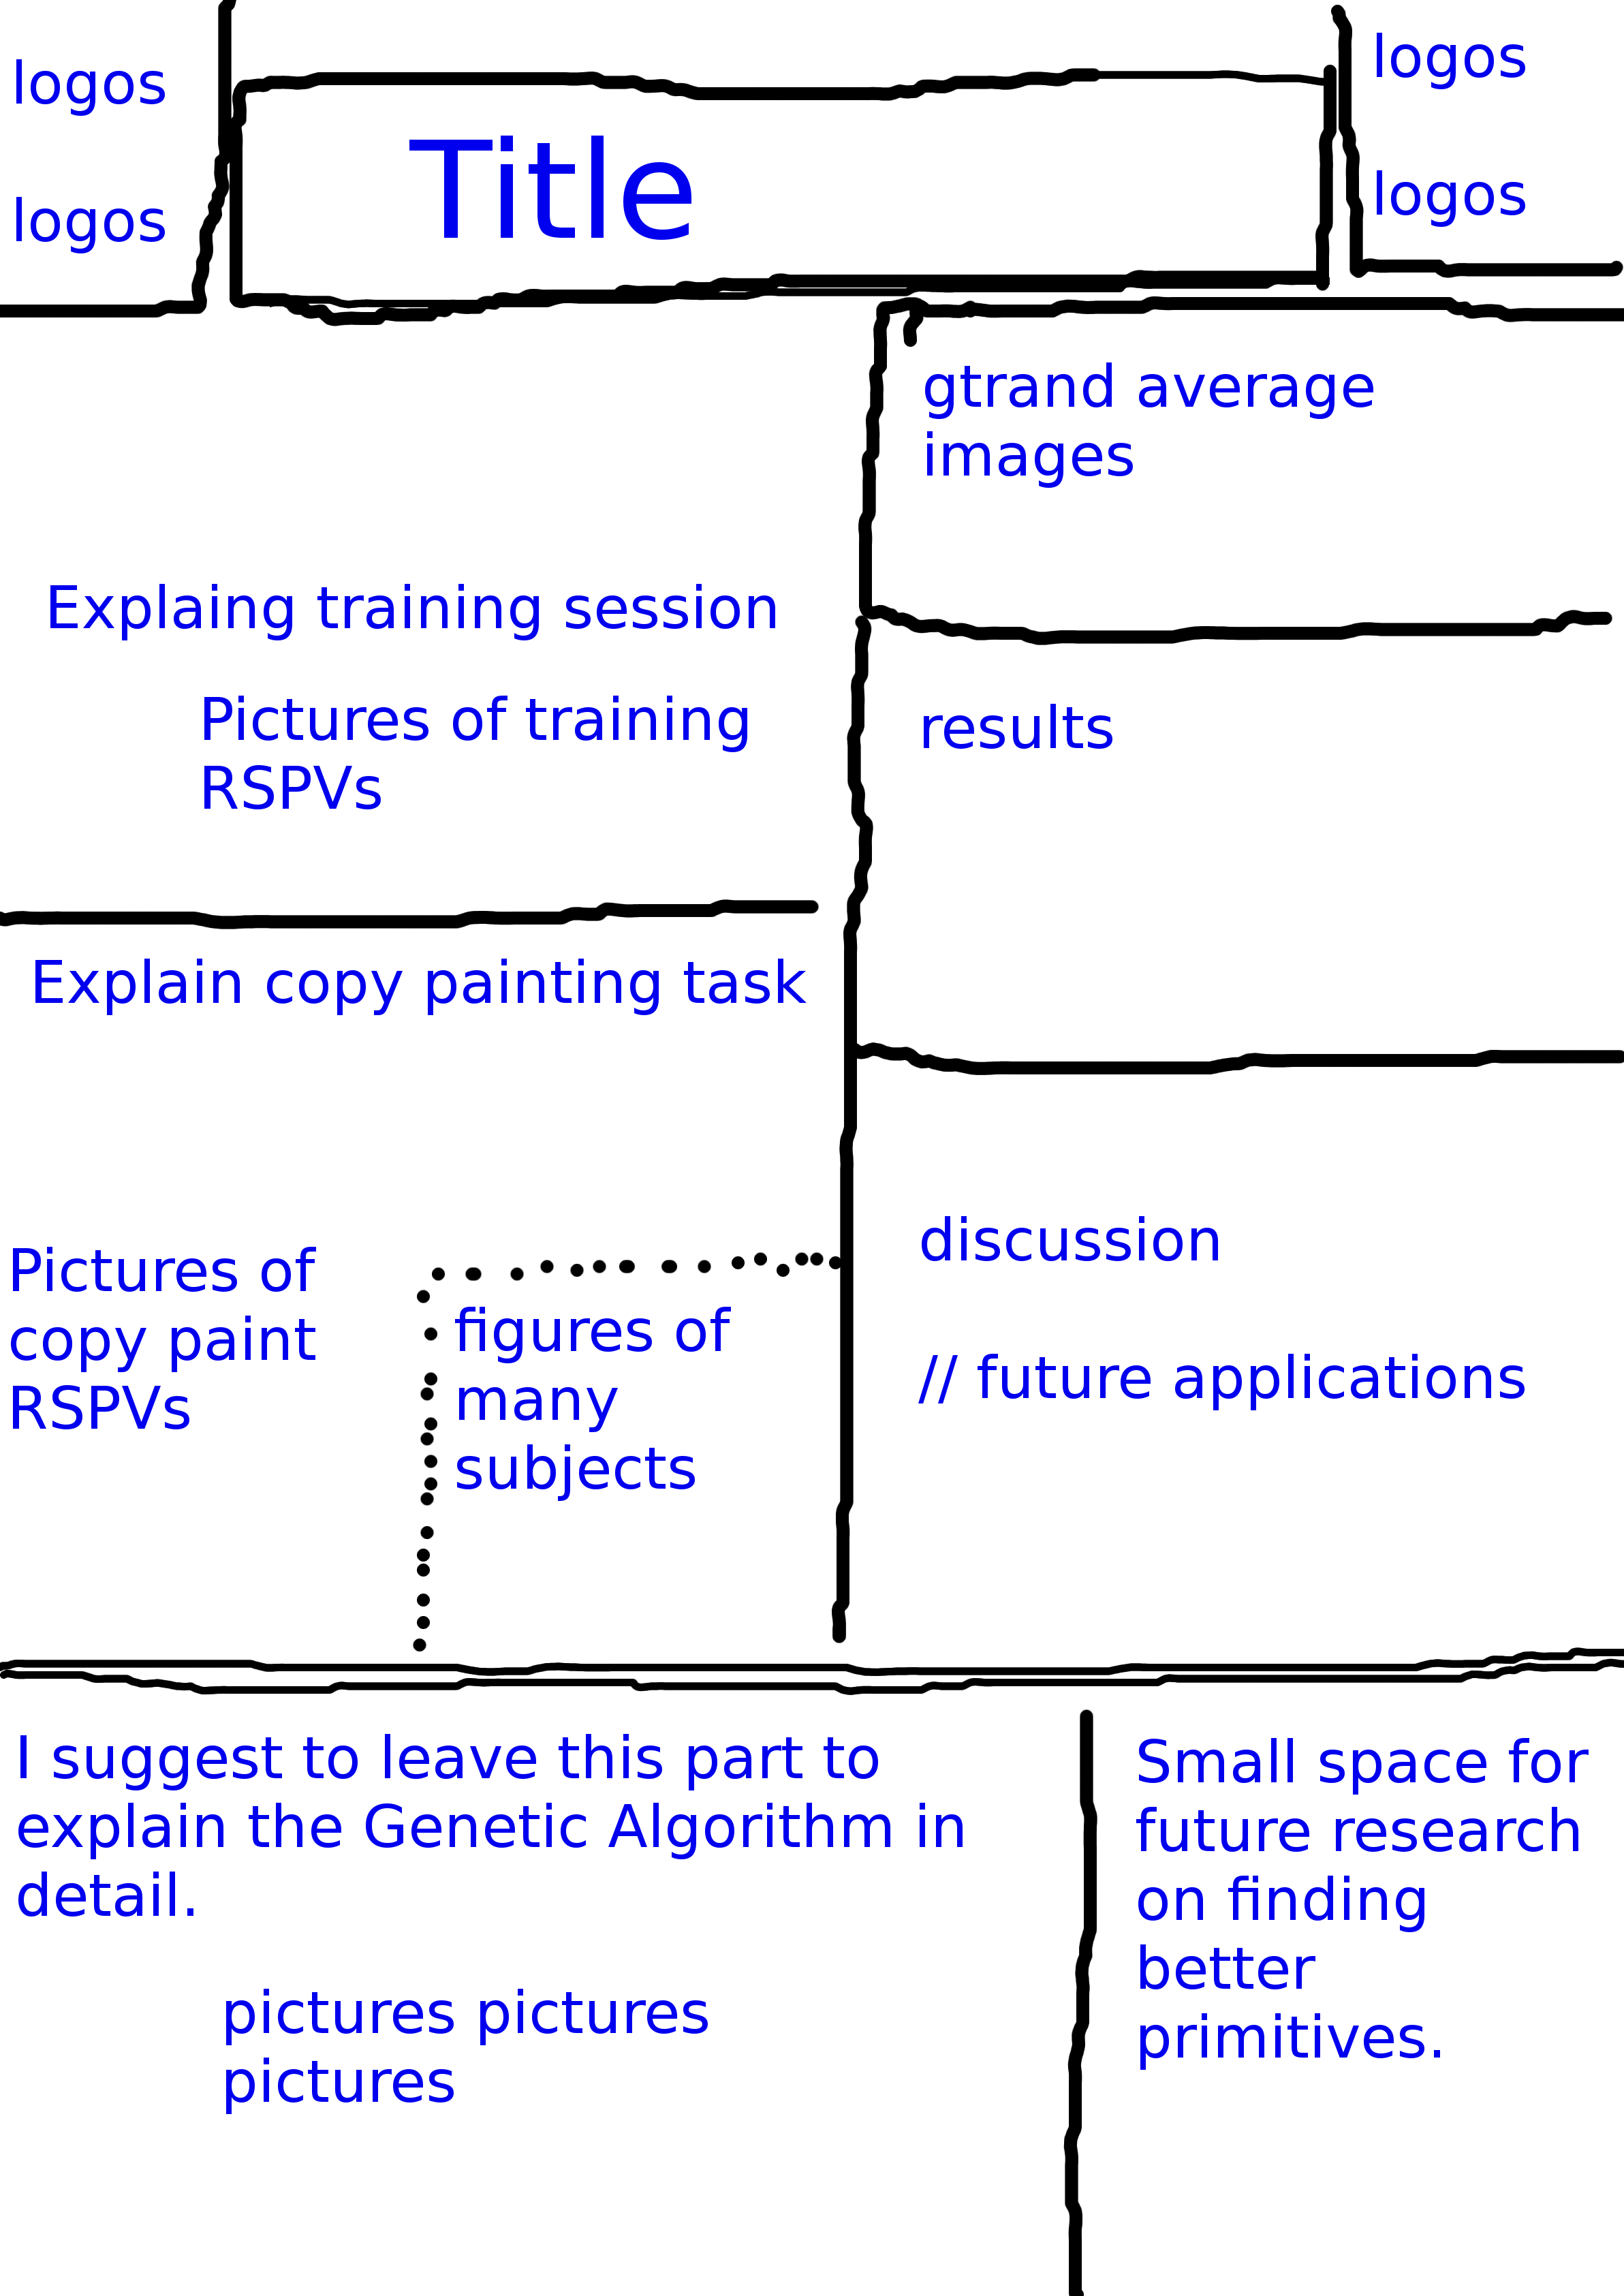 logos
logos
Title
logos
logos
Explaing training session
Pictures of training
RSPVs
Explain copy painting task
Pictures of
copy paint
RSPVs
figures of
many
subjects
gtrand average
images
results
discussion
// future applications
I suggest to leave this part to
explain the Genetic Algorithm in
detail.
pictures pictures
pictures
Small space for
future research
on finding
better
primitives.